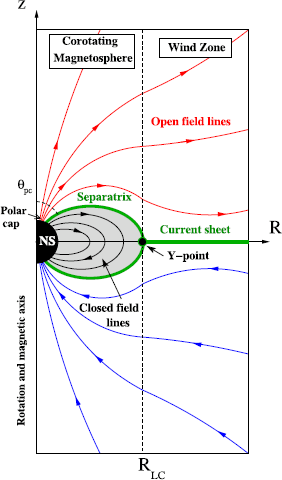 Z
Corotating
Magnetosphere
Wind Zone
Open field lines
θpc
Separatrix
Polar
cap
NS
Current sheet
R
Y-point
Closed field
lines
Rotation and magnetic axis
R LC